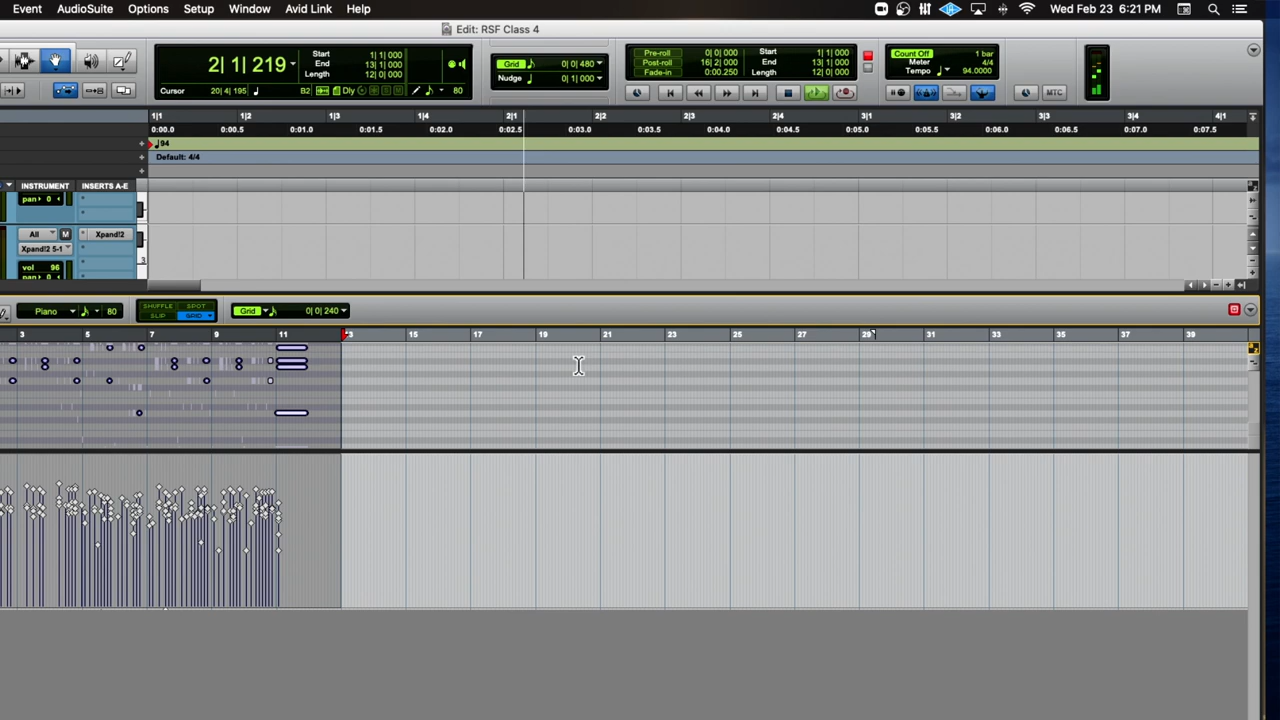 Event AudioSuite Options Setup Window Avid Link Help Wed Feb 23 6:21 PM
Edit: RSF Class 4
2| 1| 219
Start 1| 1| 000
End 13| 1| 000
Length 12| 0| 000
Cursor 20| 4| 195 B2 Dly 80
Grid 0| 0| 480
Nudge 0| 1| 000
Pre-roll 0| 0| 000
Post-roll 16| 2| 000
Fade-in 0:00.250
Start 1| 1| 000
End 13| 1| 000
Length 12| 0| 000
Count Off 1 bar
Meter 4/4
Tempo 94.0000
MTC
1|1 1|2 1|3 1|4 2|1 2|2 2|3 2|4 3|1 3|2 3|3 3|4 4|1
0:00.0 0:00.5 0:01.0 0:01.5 0:02.0 0:02.5 0:03.0 0:03.5 0:04.0 0:04.5 0:05.0 0:05.5 0:06.0 0:06.5 0:07.0 0:07.5
94
Default: 4/4
INSTRUMENT INSERTS A-E
pan 0
All M Xpand!2
Xpand!2 5-1
vol 96
pan 0
3
Piano 80 SHUFFLE SPOT SLIP GRID Grid 0| 0| 240
3 5 7 9 11 13 15 17 19 21 23 25 27 29 31 33 35 37 39